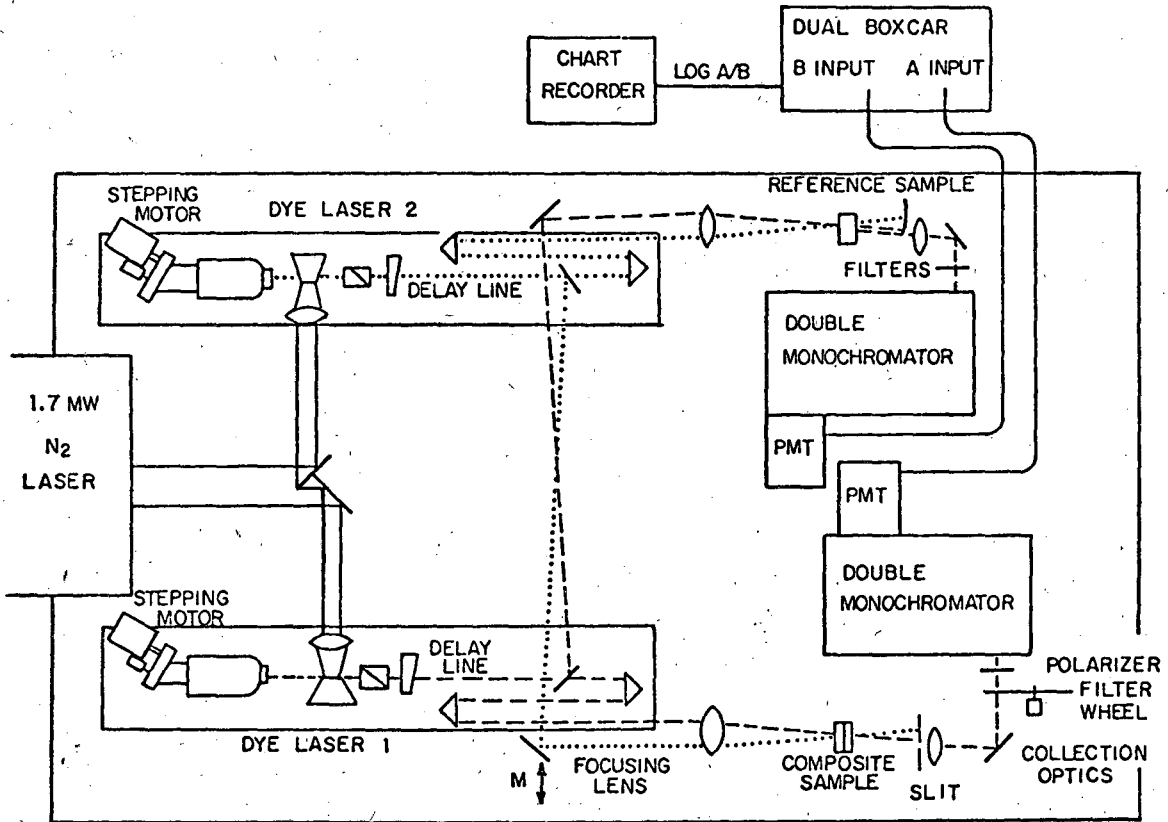 DUAL BOXCAR
B INPUT A INPUT
CHART
RECORDER
LOG A/B
REFERENCE SAMPLE
STEPPING
MOTOR
DYE LASER 2
DELAY LINE
FILTERS
DOUBLE
MONOCHROMATOR
PMT
1.7 MW
N2
LASER
PMT
DOUBLE
MONOCHROMATOR
STEPPING
MOTOR
DELAY
LINE
POLARIZER
FILTER
WHEEL
DYE LASER 1
M
FOCUSING
LENS
COMPOSITE
SAMPLE
SLIT
COLLECTION
OPTICS